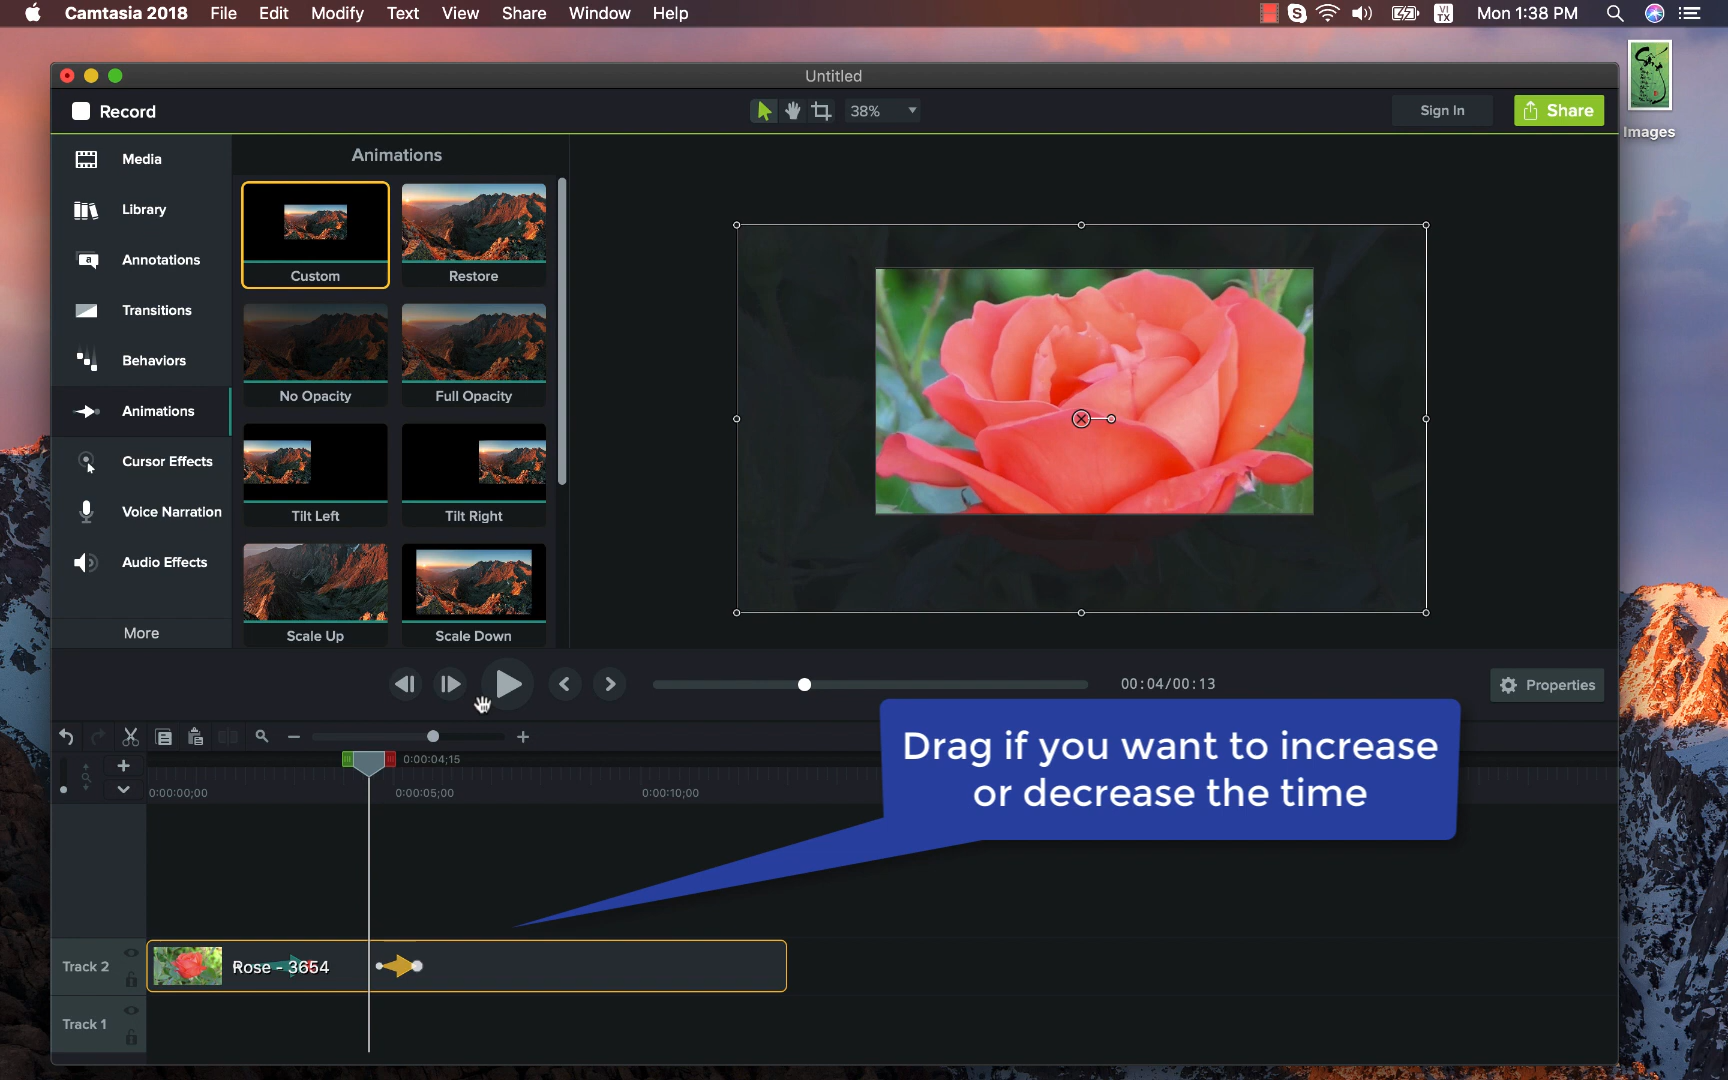 Camtasia 2018 File Edit Modify Text View Share Window Help
VI
TX
Mon 1:38 PM
Untitled
Record
38%
Sign In
Share
Images
Media
Library
Annotations
a
Transitions
Behaviors
Animations
Cursor Effects
Voice Narration
Audio Effects
More
Animations
Custom
Restore
No Opacity
Full Opacity
Tilt Left
Tilt Right
Scale Up
Scale Down
00:04/00:13
Properties
0:00:04;15
0:00:00;00
0:00:05;00
0:00:10;00
Drag if you want to increase
or decrease the time
Track 2
Rose - 3654
Track 1